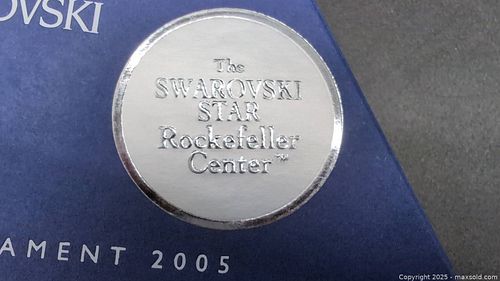 OVSKI
The
SWAROVSKI
STAR
Rockefeller
Center™
AMENT 2005
Copyright © 2025 - maxsold.com